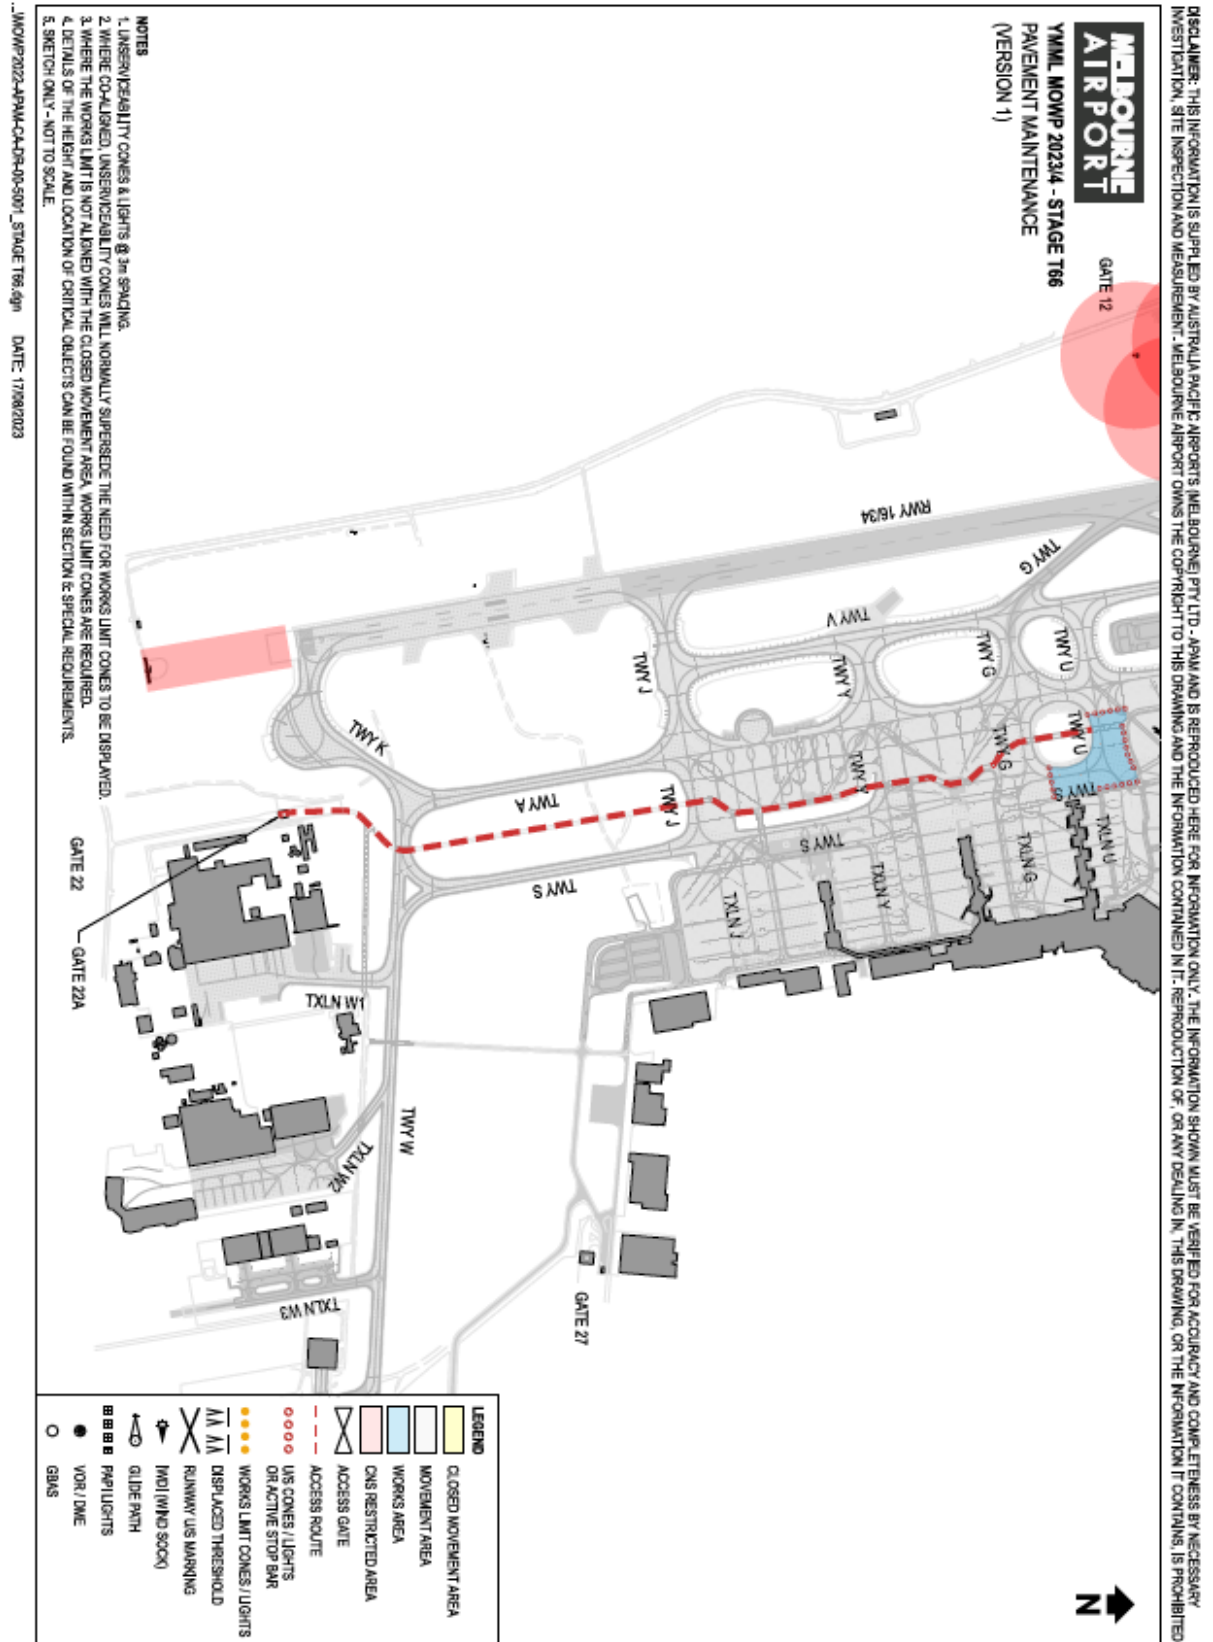 DISCLAIMER: THIS INFORMATION IS SUPPLIED BY AUSTRALIA PACIFIC AIRPORTS (MELBOURNE) PTY LTD - APAM AND IS REPRODUCED HERE FOR INFORMATION ONLY. THE INFORMATION SHOWN MUST BE VERIFIED FOR ACCURACY AND COMPLETENESS BY NECESSARY
INVESTIGATION, SITE INSPECTION AND MEASUREMENT. MELBOURNE AIRPORT OWNS THE COPYRIGHT TO THIS DRAWING AND THE INFORMATION CONTAINED IN IT. REPRODUCTION OF, OR ANY DEALING IN, THIS DRAWING, OR THE INFORMATION IT CONTAINS, IS PROHIBITED
MELBOURNE
AIRPORT
YMML MOWP 2023/4 - STAGE T66
PAVEMENT MAINTENANCE
(VERSION 1)
GATE 12
RWY 16/34
TWY G
TWY V
TWY U
TWY G
TWY Y
TWY J
TWY K
TWY U
TWY G
TWY Y
TWY S
TWY J
TWY A
TWY S
TWY S
TXLN U
TXLN G
TXLN Y
TXLN J
GATE 22
GATE 22A
TXLN W1
TWY W
TXLN W2
TXLN W3
GATE 27
N
NOTES
1. UNSERVICEABILITY CONES & LIGHTS @ 3m SPACING.
2. WHERE CO-ALIGNED, UNSERVICEABILITY CONES WILL NORMALLY SUPERSEDE THE NEED FOR WORKS LIMIT CONES TO BE DISPLAYED.
3. WHERE THE WORKS LIMIT IS NOT ALIGNED WITH THE CLOSED MOVEMENT AREA, WORKS LIMIT CONES ARE REQUIRED.
4. DETAILS OF THE HEIGHT AND LOCATION OF CRITICAL OBJECTS CAN BE FOUND WITHIN SECTION 5c SPECIAL REQUIREMENTS.
5. SKETCH ONLY - NOT TO SCALE.
LEGEND
CLOSED MOVEMENT AREA
MOVEMENT AREA
WORKS AREA
CNS RESTRICTED AREA
ACCESS GATE
ACCESS ROUTE
U/S CONES / LIGHTS
OR ACTIVE STOP BAR
WORKS LIMIT CONES / LIGHTS
DISPLACED THRESHOLD
RUNWAY U/S MARKING
IWDI (WIND SOCK)
GLIDE PATH
PAPI LIGHTS
VOR / DME
GBAS
...\MOWP2022-APAM-CA-DR-00-5001_STAGE T66.dgn DATE: 17/08/2023